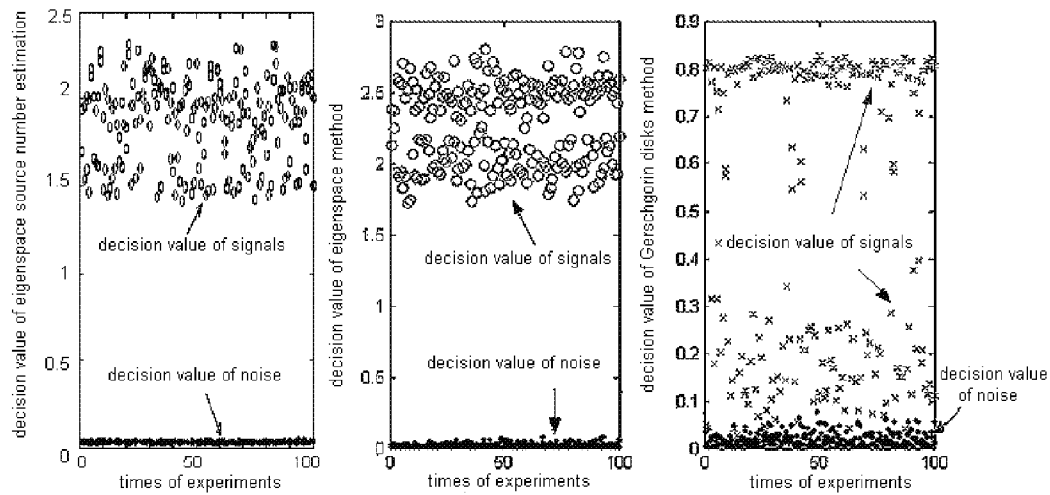 decision value of eigenspace source number estimation
2.5
2
1.5
1
0.5
0
decision value of signals
decision value of noise
0 50 100
times of experiments
decision value of eigenspace method
3
2.5
2
1.5
1
0.5
0
decision value of signals
decision value of noise
0 50 100
times of experiments
decision value of Gerschgorin disks method
0.9
0.8
0.7
0.6
0.5
0.4
0.3
0.2
0.1
0
decision value of signals
decision value
of noise
0 50 100
times of experiments